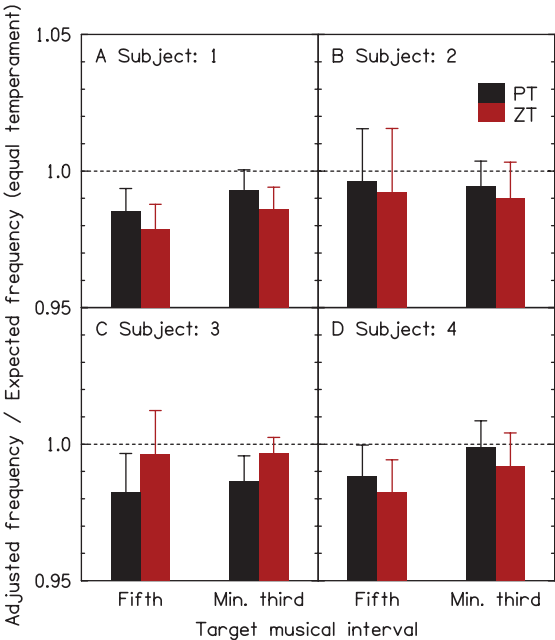 Adjusted frequency / Expected frequency (equal temperament)
1.05
1.0
0.95
A Subject: 1
B Subject: 2
PT
ZT
1.0
0.95
C Subject: 3
D Subject: 4
Fifth Min. third Fifth Min. third
Target musical interval